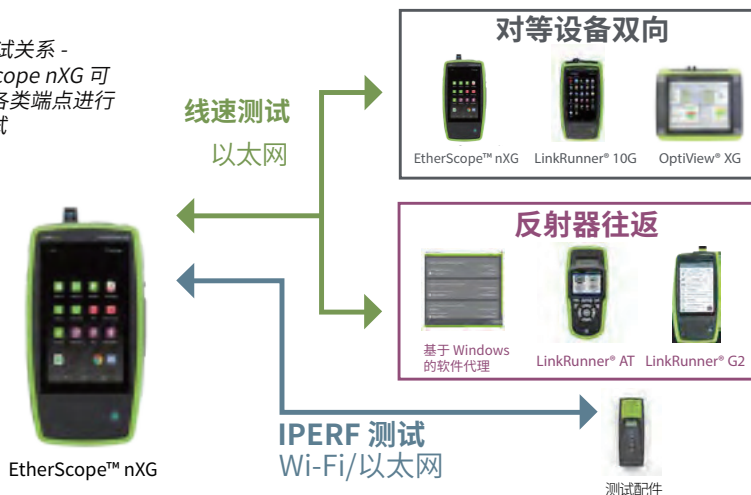 试关系 -
cope nXG 可
各类端点进行
试
线速测试
以太网
对等设备双向
EtherScope™ nXG
LinkRunner® 10G
OptiView® XG
反射器往返
基于 Windows
的软件代理
LinkRunner® AT
LinkRunner® G2
IPERF 测试
Wi-Fi/以太网
EtherScope™ nXG
测试配件